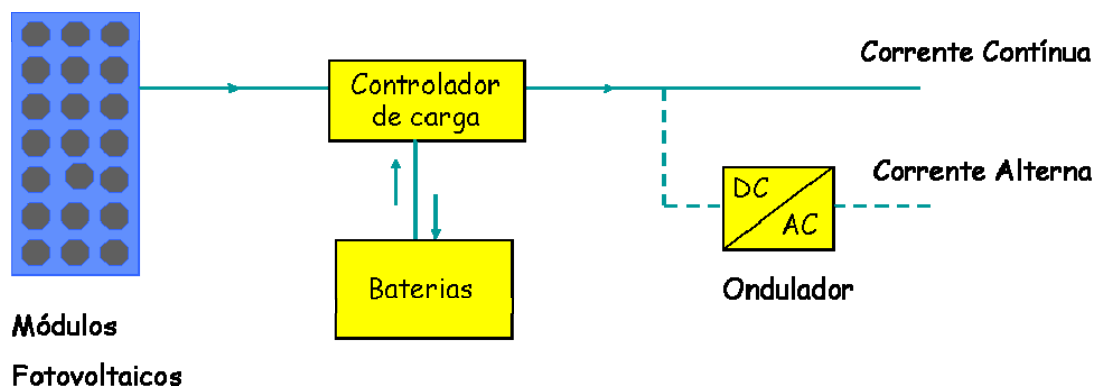 Corrente Contínua
Controlador
de carga
Corrente Alterna
DC
AC
Baterias
Ondulador
Módulos
Fotovoltaicos